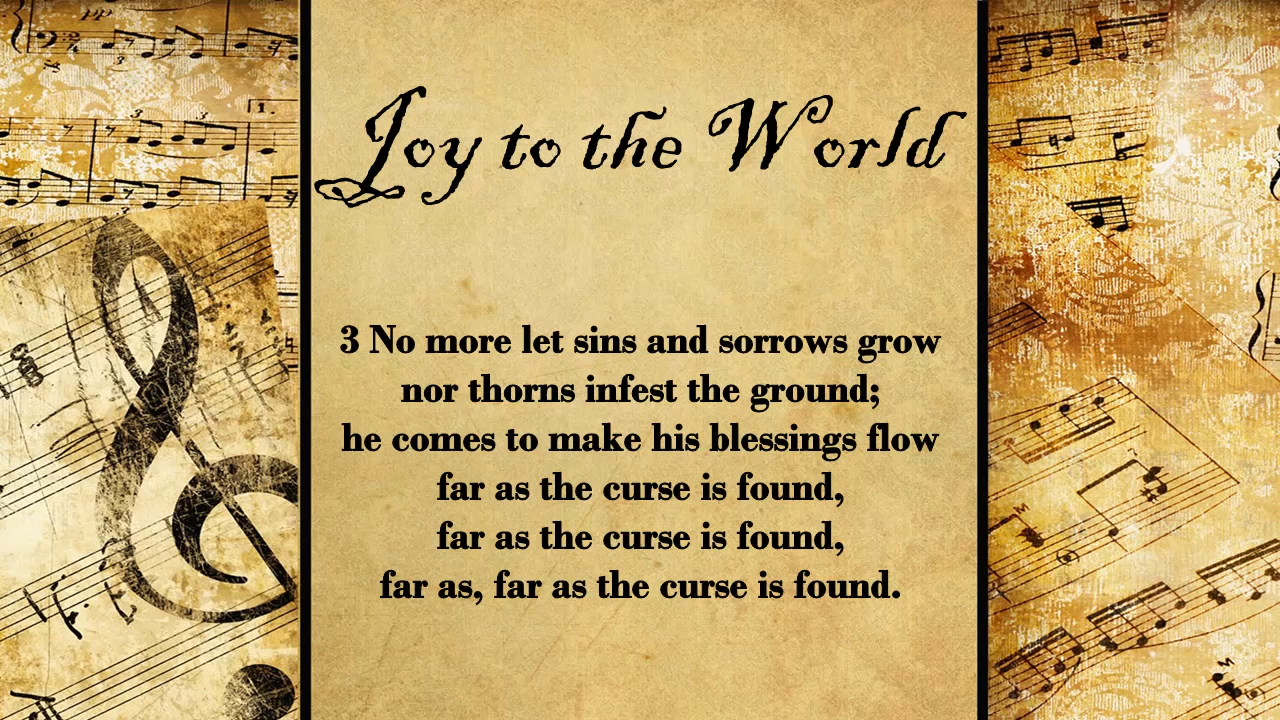 Joy to the World
3 No more let sins and sorrows grow
nor thorns infest the ground;
he comes to make his blessings flow
far as the curse is found,
far as the curse is found,
far as, far as the curse is found.